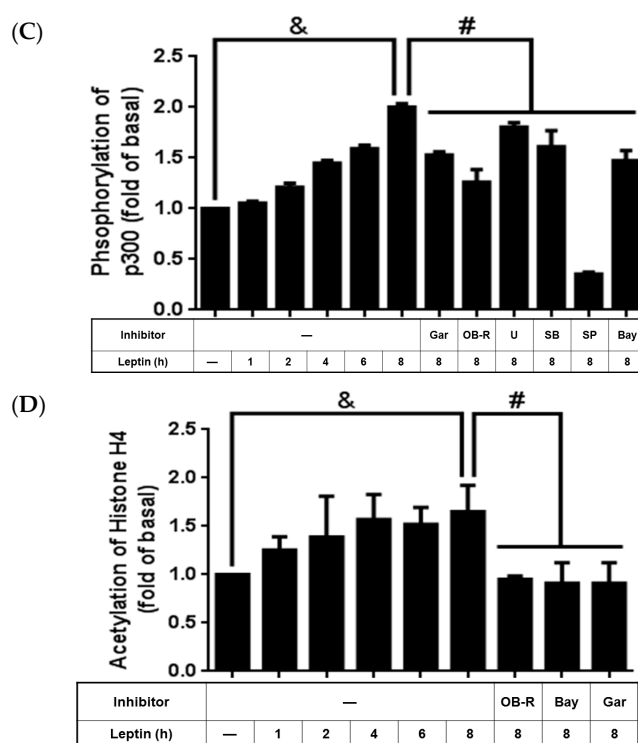 (C)
& #
Phsophorylation of
p300 (fold of basal)
2.5
2.0
1.5
1.0
0.5
0.0
Inhibitor — Gar OB-R U SB SP Bay
Leptin (h) — 1 2 4 6 8 8 8 8 8 8 8
(D)
& #
Acetylation of Histone H4
(fold of basal)
2.5
2.0
1.5
1.0
0.5
0.0
Inhibitor — OB-R Bay Gar
Leptin (h) — 1 2 4 6 8 8 8 8